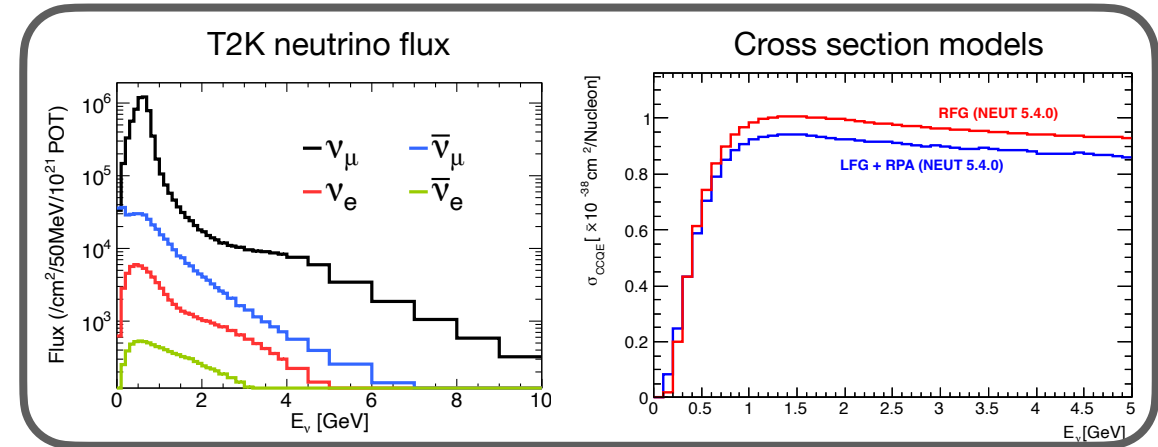 T2K neutrino flux
Flux (/cm²/50MeV/10²¹ POT)
10⁶
10⁵
10⁴
10³
ν_μ
ν̄_μ
ν_e
ν̄_e
0 2 4 6 8 10
E_ν [GeV]
Cross section models
σ_CCQE[ x̄10⁻³⁸cm²/Nucleon]
1
0.8
0.6
0.4
0.2
0
RFG (NEUT 5.4.0)
LFG + RPA (NEUT 5.4.0)
0 0.5 1 1.5 2 2.5 3 3.5 4 4.5 5
E_ν[GeV]